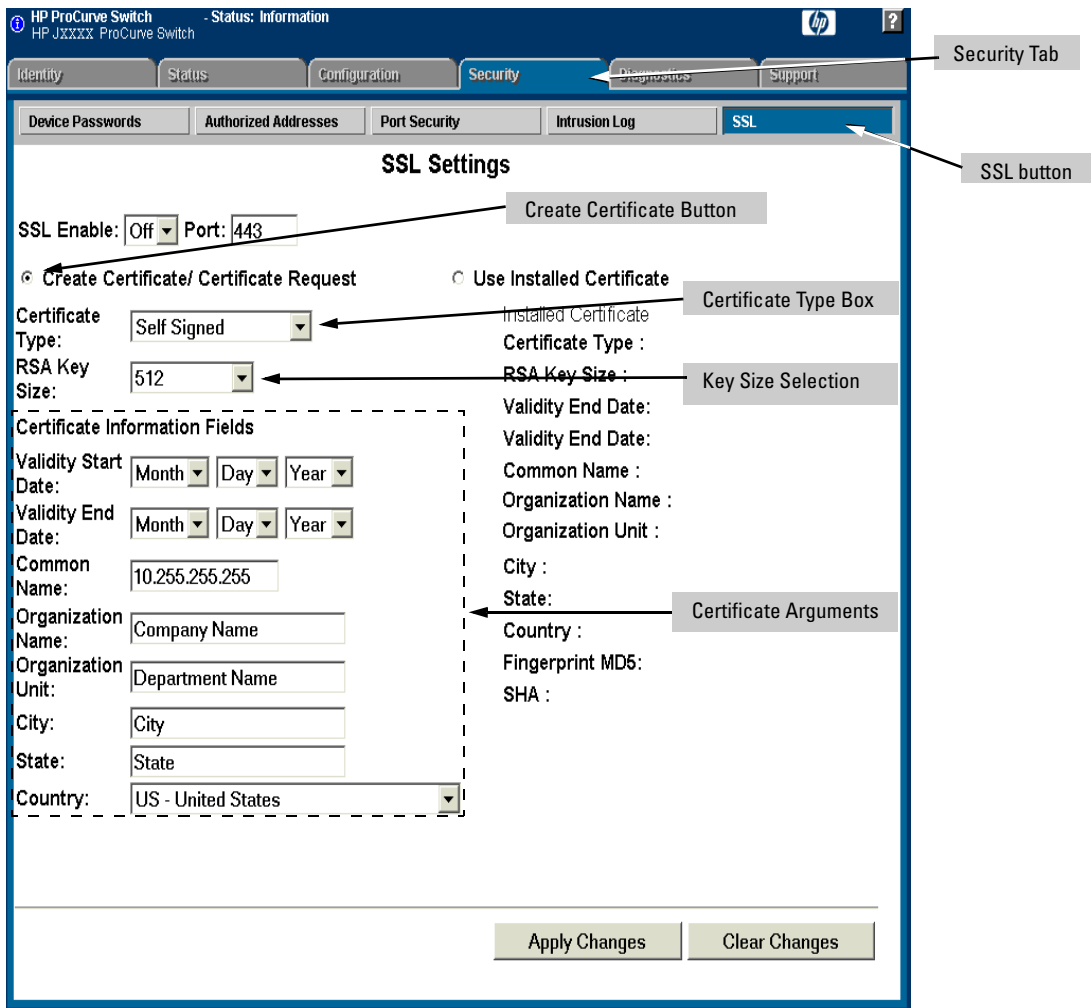 HP ProCurve Switch - Status: Information
HP JXXXX ProCurve Switch
hp
?
Identity Status Configuration Security Diagnostics Support
Security Tab
Device Passwords Authorized Addresses Port Security Intrusion Log SSL
SSL button
SSL Settings
Create Certificate Button
SSL Enable: Off Port: 443
Create Certificate/ Certificate Request
Use Installed Certificate
Certificate Type: Self Signed
RSA Key Size: 512
Certificate Information Fields
Validity Start Date: Month Day Year
Validity End Date: Month Day Year
Common Name: 10.255.255.255
Organization Name: Company Name
Organization Unit: Department Name
City: City
State: State
Country: US - United States
Certificate Type Box
Installed Certificate
Certificate Type :
RSA Key Size :
Key Size Selection
Validity End Date:
Validity End Date:
Common Name :
Organization Name :
Organization Unit :
City :
State:
Certificate Arguments
Country :
Fingerprint MD5:
SHA :
Apply Changes Clear Changes